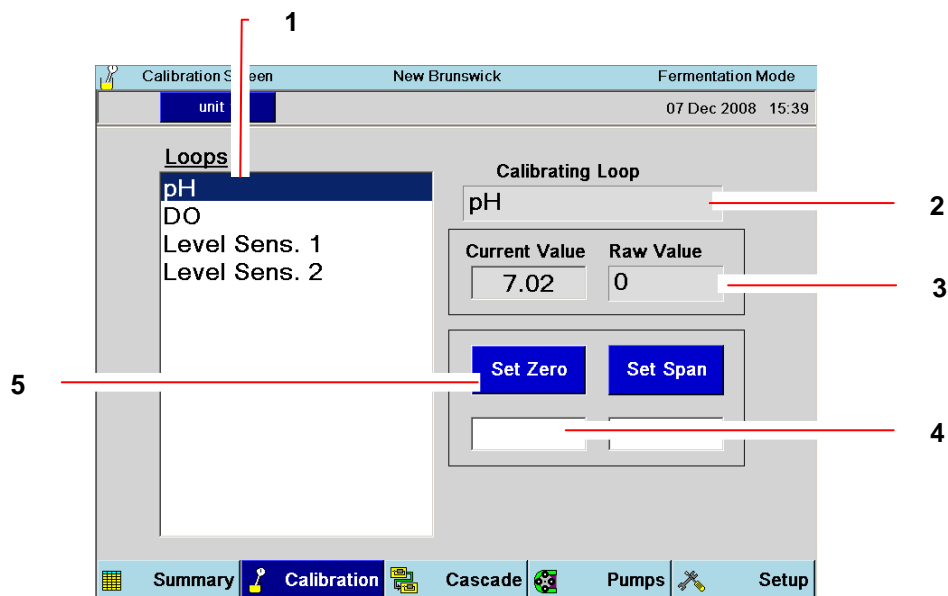 1
Calibration Screen New Brunswick Fermentation Mode
unit 07 Dec 2008 15:39
Loops
pH
DO
Level Sens. 1
Level Sens. 2
Calibrating Loop
pH
2
Current Value Raw Value
7.02 0
3
Set Zero Set Span
5
4
Summary Calibration Cascade Pumps Setup